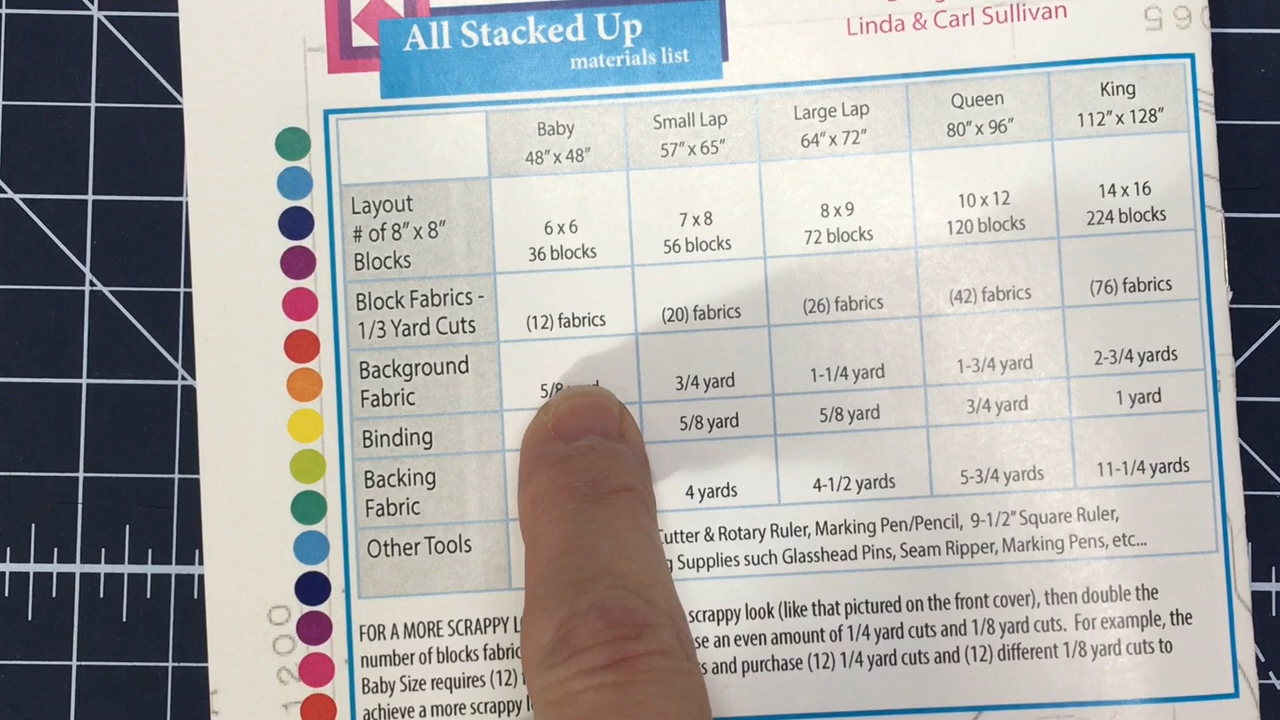 All Stacked Up
materials list
Linda & Carl Sullivan
Baby
48" x 48"
Small Lap
57" x 65"
Large Lap
64" x 72"
Queen
80" x 96"
King
112" x 128"
Layout
# of 8" x 8"
Blocks
6 x 6
36 blocks
7 x 8
56 blocks
8 x 9
72 blocks
10 x 12
120 blocks
14 x 16
224 blocks
Block Fabrics -
1/3 Yard Cuts
(12) fabrics
(20) fabrics
(26) fabrics
(42) fabrics
(76) fabrics
Background
Fabric
5/8
3/4 yard
1-1/4 yard
1-3/4 yard
2-3/4 yards
Binding
5/8 yard
5/8 yard
3/4 yard
1 yard
Backing
Fabric
4 yards
4-1/2 yards
5-3/4 yards
11-1/4 yards
Other Tools
Cutter & Rotary Ruler, Marking Pen/Pencil, 9-1/2" Square Ruler,
Supplies such Glasshead Pins, Seam Ripper, Marking Pens, etc...
FOR A MORE SCRAPPY scrappy look (like that pictured on the front cover), then double the
number of blocks an even amount of 1/4 yard cuts and 1/8 yard cuts. For example, the
Baby Size requires (12) and purchase (12) 1/4 yard cuts and (12) different 1/8 yard cuts to
achieve a more scrappy